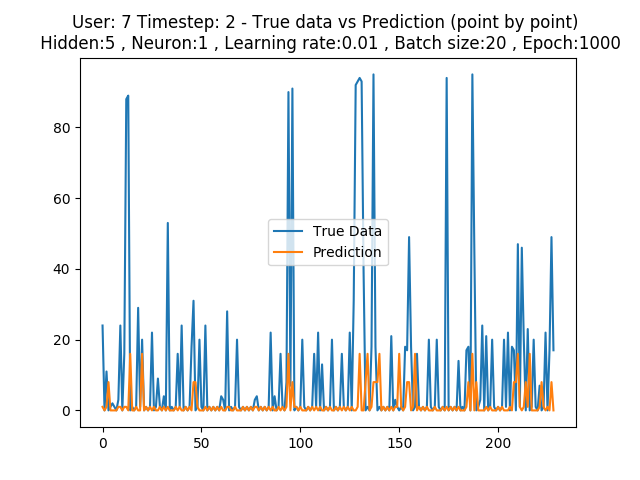 User: 7 Timestep: 2 - True data vs Prediction (point by point)
Hidden:5 , Neuron:1 , Learning rate:0.01 , Batch size:20 , Epoch:1000
80
60
40
20
0
True Data
Prediction
0 50 100 150 200